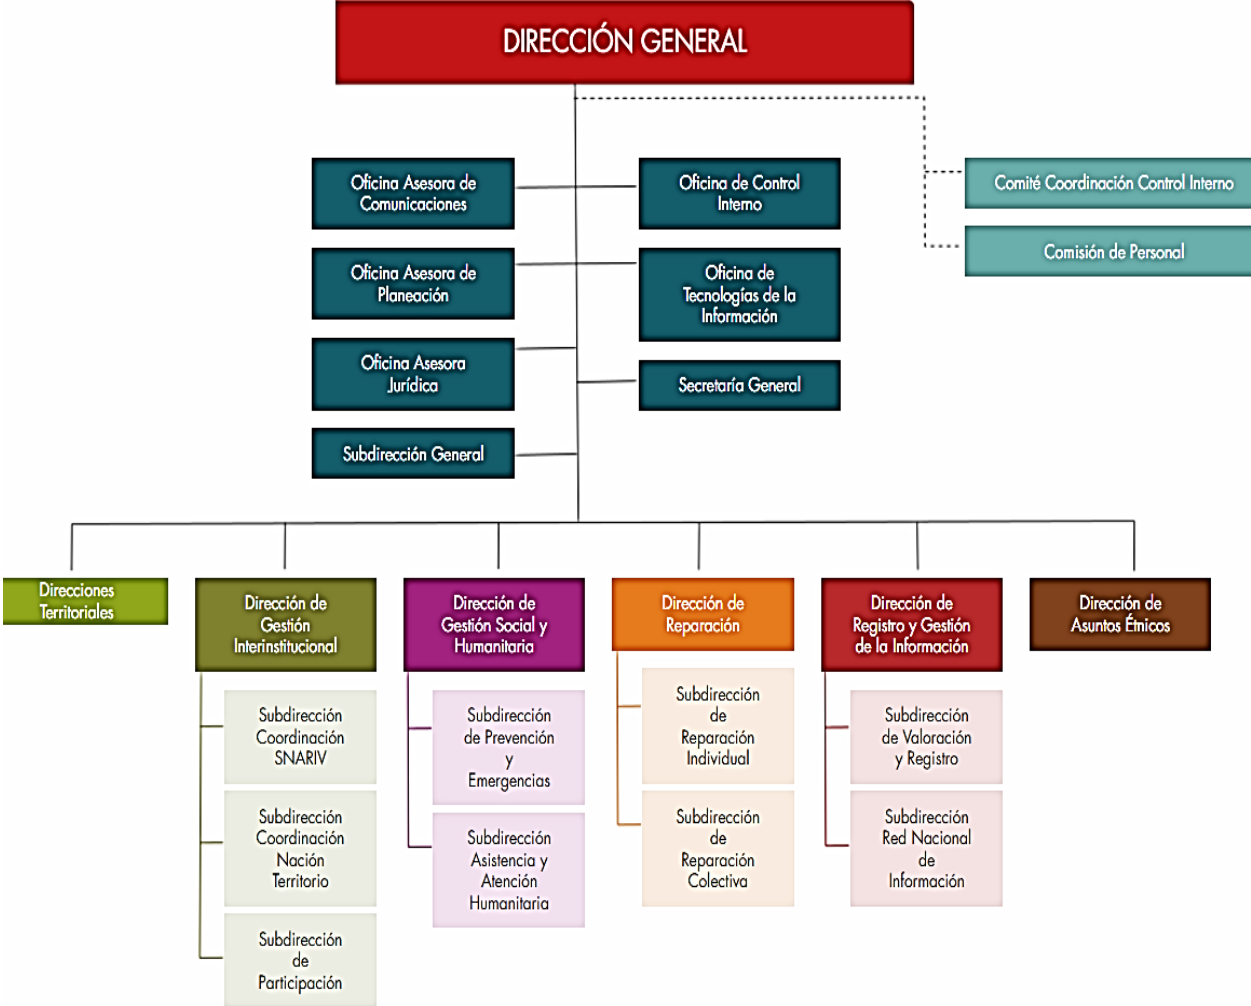 DIRECCIÓN GENERAL
Oficina Asesora de
Comunicaciones
Oficina de Control
Interno
Comité Coordinación Control Interno
Comisión de Personal
Oficina Asesora de
Planeación
Oficina de
Tecnologías de la
Información
Oficina Asesora
Jurídica
Secretaría General
Subdirección General
Direcciones
Territoriales
Dirección de
Gestión
Interinstitucional
Dirección de
Gestión Social y
Humanitaria
Dirección de
Reparación
Dirección de
Registro y Gestión
de la Información
Dirección de
Asuntos Étnicos
Subdirección
Coordinación
SNARIV
Subdirección
Coordinación
Nación
Territorio
Subdirección
de
Participación
Subdirección
de Prevención
y
Emergencias
Subdirección
Asistencia y
Atención
Humanitaria
Subdirección
de
Reparación
Individual
Subdirección
de
Reparación
Colectiva
Subdirección
de Valoración
y Registro
Subdirección
Red Nacional
de
Información